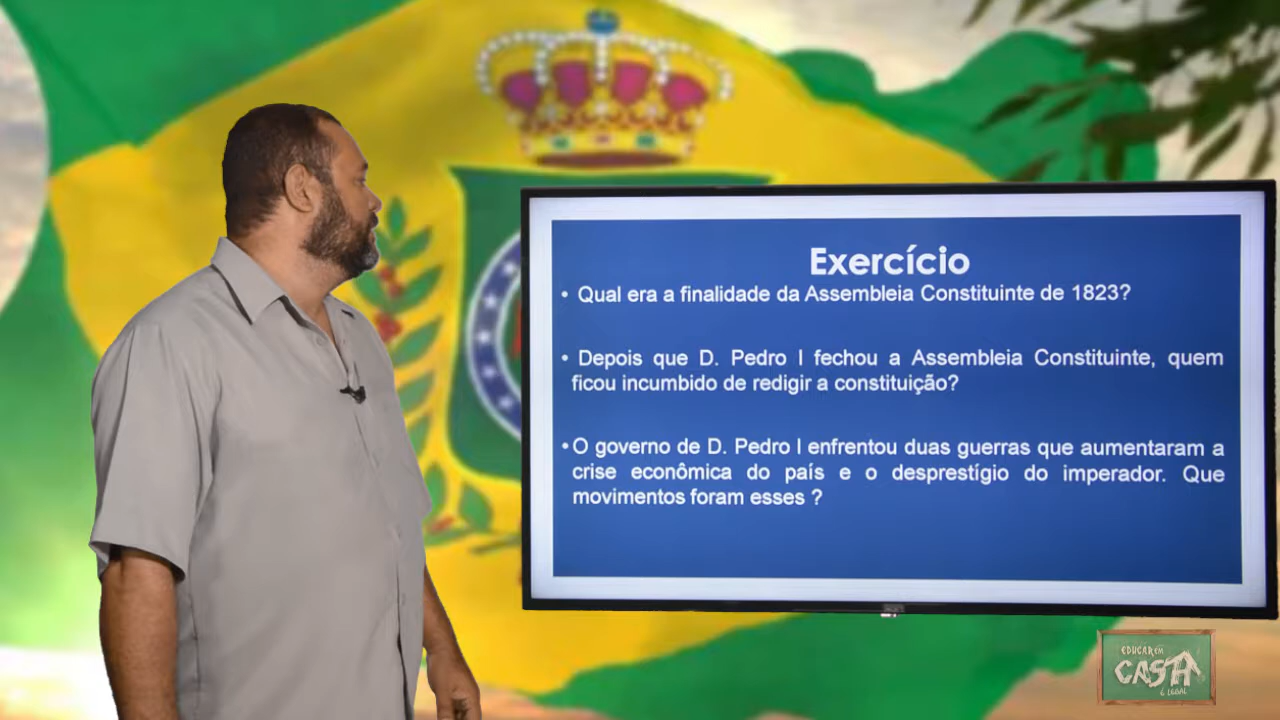 Exercício
• Qual era a finalidade da Assembleia Constituinte de 1823?
• Depois que D. Pedro I fechou a Assembleia Constituinte, quem
ficou incumbido de redigir a constituição?
• O governo de D. Pedro I enfrentou duas guerras que aumentaram a
crise econômica do país e o desprestígio do imperador. Que
movimentos foram esses ?
EDUCAR EM
CASA
É LEGAL